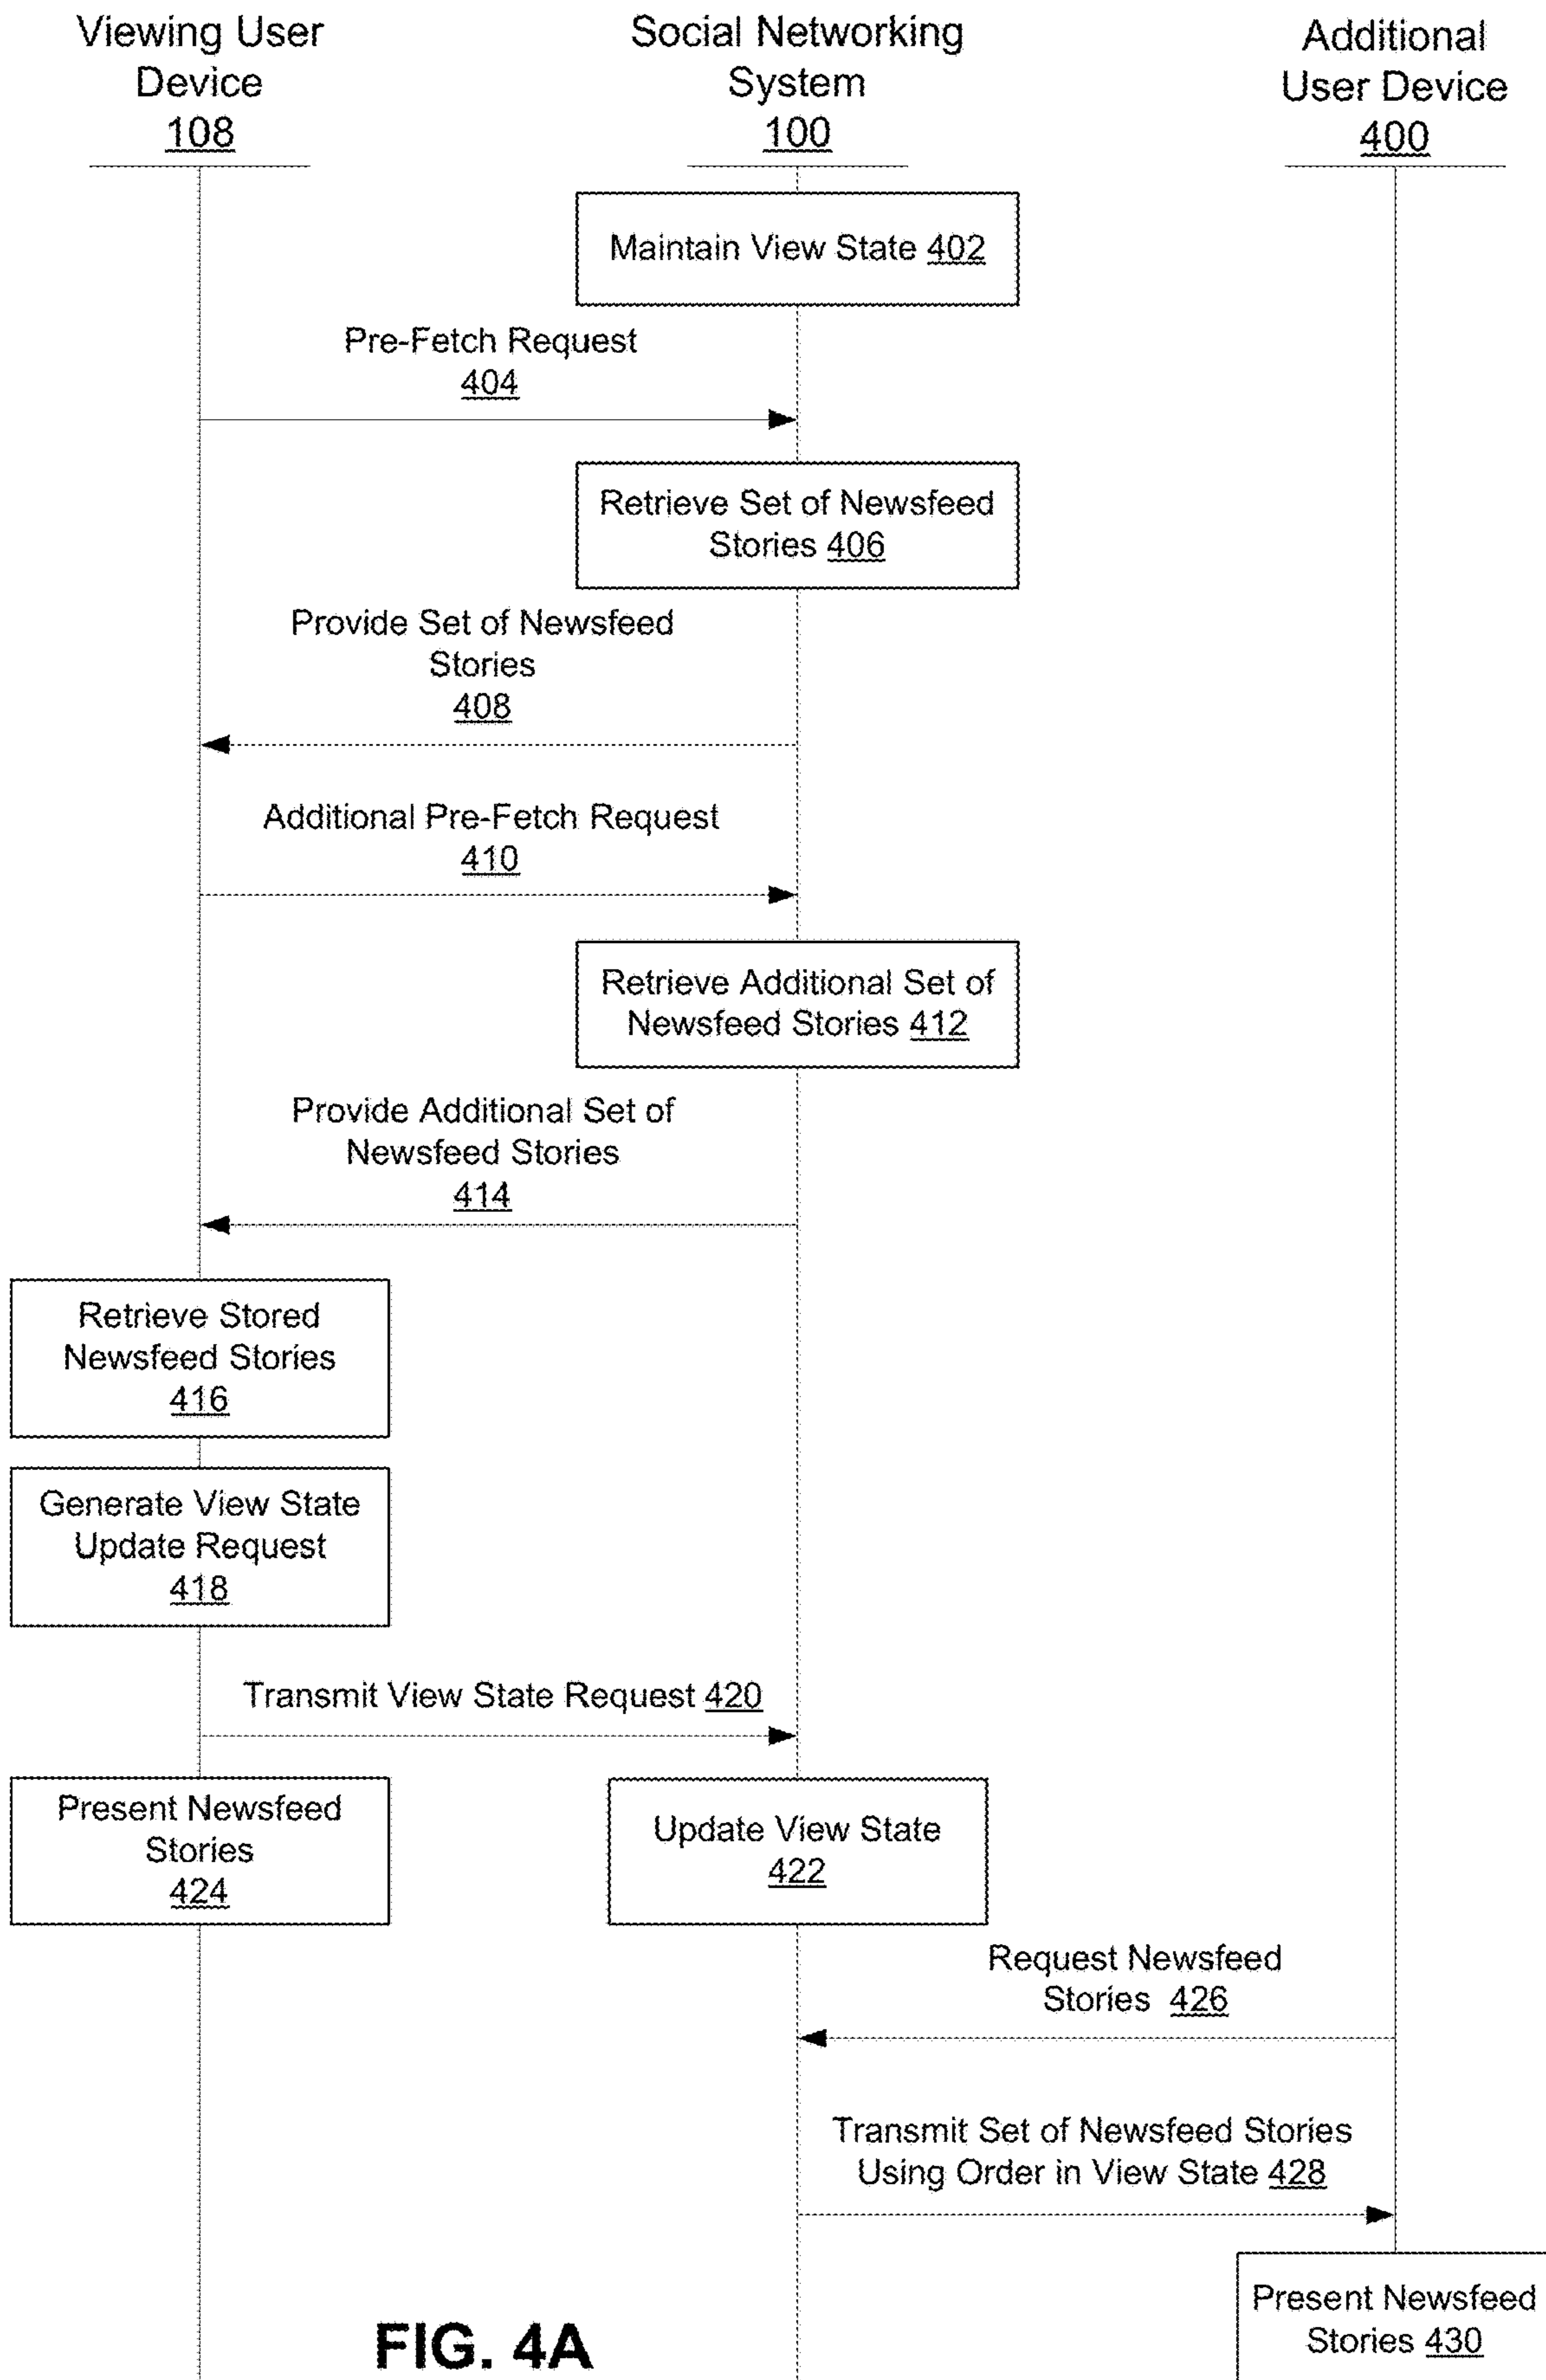 Viewing User
Device
108
Social Networking
System
100
Additional
User Device
400
Maintain View State 402
Pre-Fetch Request
404
Retrieve Set of Newsfeed
Stories 406
Provide Set of Newsfeed
Stories
408
Additional Pre-Fetch Request
410
Retrieve Additional Set of
Newsfeed Stories 412
Provide Additional Set of
Newsfeed Stories
414
Retrieve Stored
Newsfeed Stories
416
Generate View State
Update Request
418
Transmit View State Request 420
Present Newsfeed
Stories
424
Update View State
422
Request Newsfeed
Stories 426
Transmit Set of Newsfeed Stories
Using Order in View State 428
Present Newsfeed
Stories 430
FIG. 4A